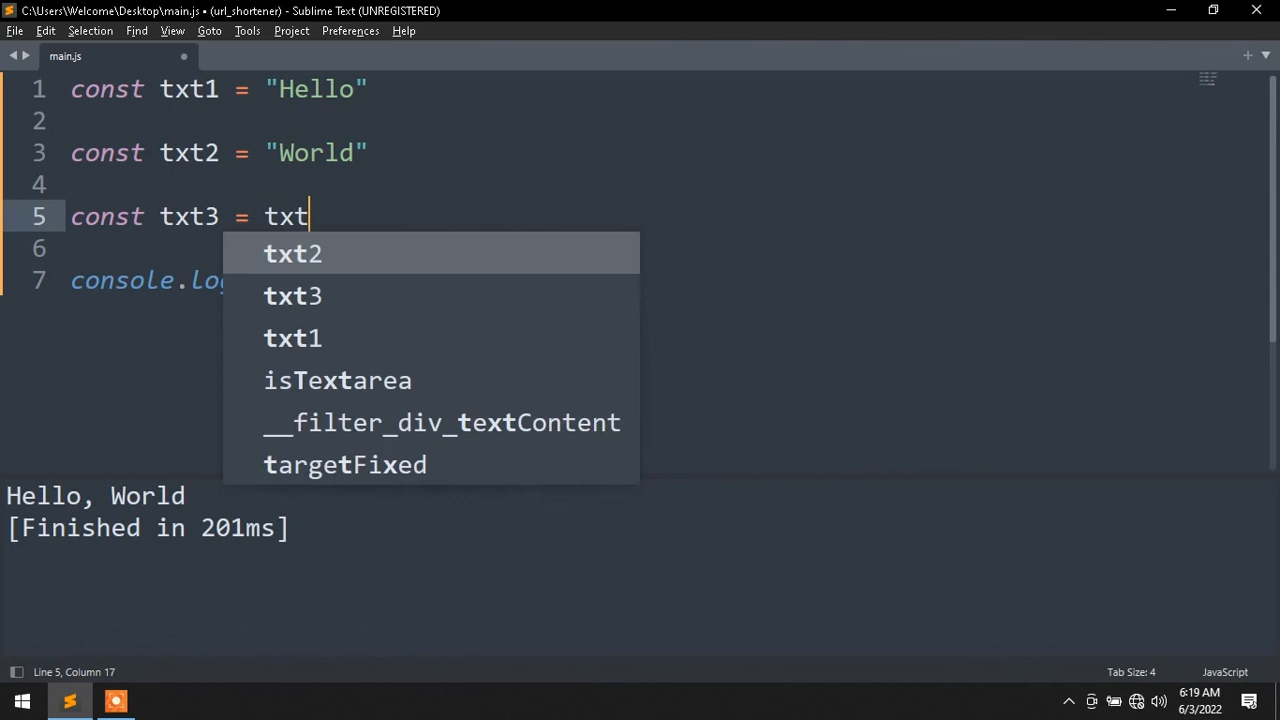 C:\Users\Welcome\Desktop\main.js • (url_shortener) - Sublime Text (UNREGISTERED)
File Edit Selection Find View Goto Tools Project Preferences Help
main.js
1 const txt1 = "Hello"
2
3 const txt2 = "World"
4
5 const txt3 = txt
6
7 console.log
txt2
txt3
txt1
isTextarea
__filter_div_textContent
targetFixed
Hello, World
[Finished in 201ms]
Line 5, Column 17
Tab Size: 4
JavaScript
6:19 AM
6/3/2022